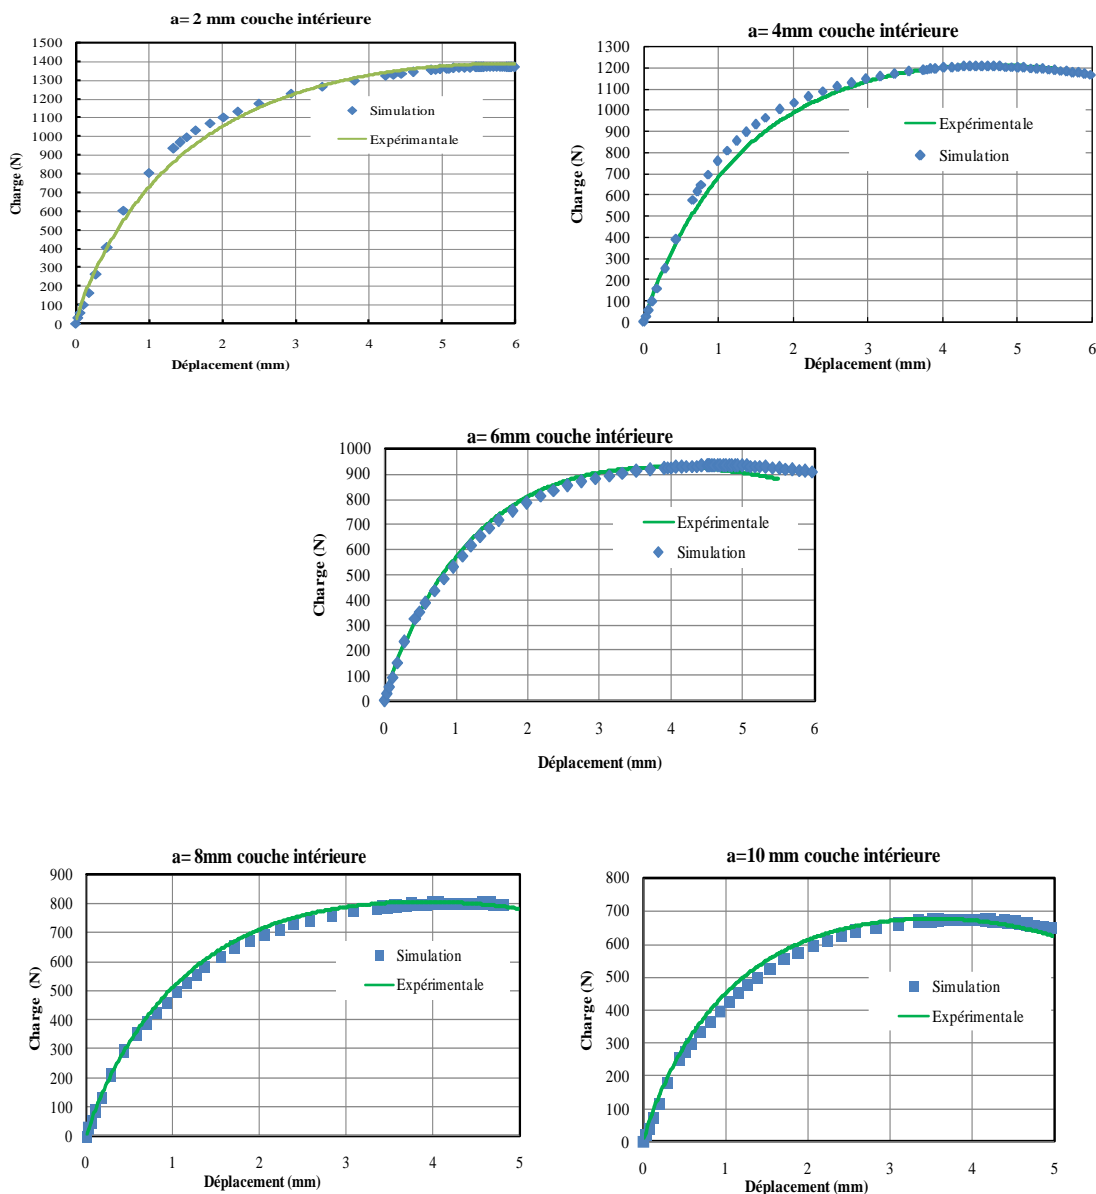 a= 2 mm couche intérieure
1500
1400
1300
1200
1100
1000
900
800
700
600
500
400
300
200
100
0
Charge (N)
Simulation
Expérimantale
0 1 2 3 4 5 6
Déplacement (mm)
a= 4mm couche intérieure
1300
1200
1100
1000
900
800
700
600
500
400
300
200
100
0
Charge (N)
Expérimentale
Simulation
0 1 2 3 4 5 6
Déplacement (mm)
a= 6mm couche intérieure
1000
900
800
700
600
500
400
300
200
100
0
Charge (N)
Expérimentale
Simulation
0 1 2 3 4 5 6
Déplacement (mm)
a= 8mm couche intérieure
900
800
700
600
500
400
300
200
100
0
Charge (N)
Simulation
Expérimentale
0 1 2 3 4 5
Déplacement (mm)
a=10 mm couche intérieure
800
700
600
500
400
300
200
100
0
Charge (N)
Simulation
Expérimentale
0 1 2 3 4 5
Déplacement (mm)